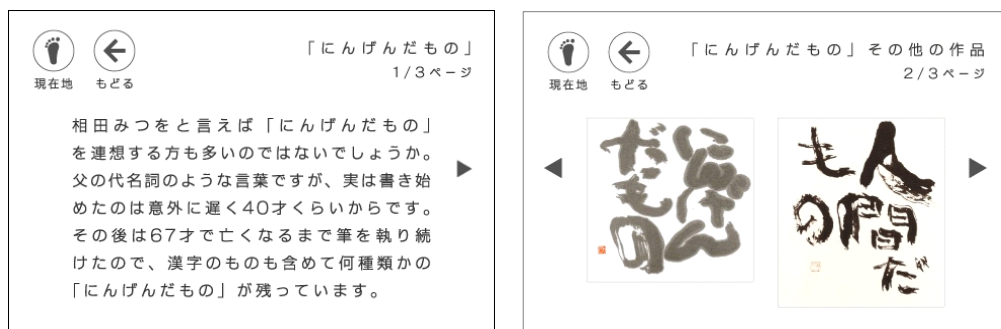 現在地
もどる
「にんげんだもの」
1/3ページ
相田みつをと言えば「にんげんだもの」
を連想する方も多いのではないでしょうか。
父の代名詞のような言葉ですが、実は書き始
めたのは意外に遅く40才くらいからです。
その後は67才で亡くなるまで筆を執り続
けたので、漢字のものも含めて何種類かの
「にんげんだもの」が残っています。
現在地
もどる
「にんげんだもの」その他の作品
2/3ページ
にんげん
だもの
人間だ
もの